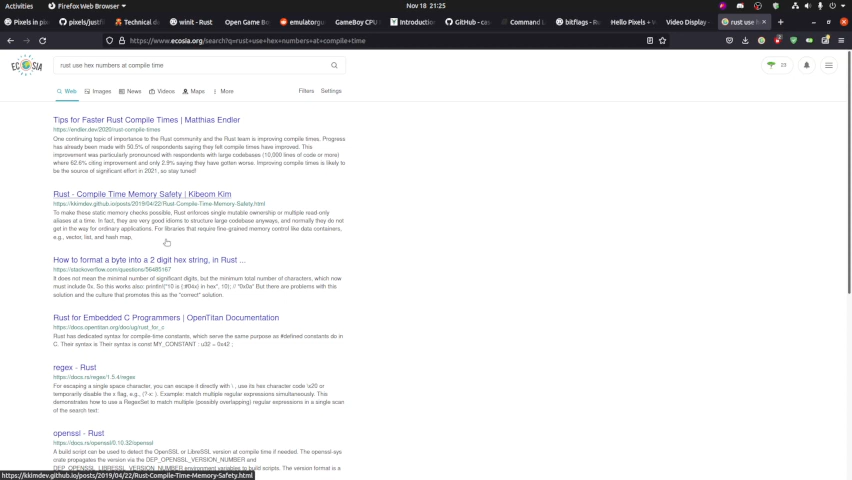 Activities
Firefox Web Browser
Nov 18 21:25
Pixels in pi
pixels/justfi
Technical do
winit - Rust
Open Game Bo
emulatorgu
GameBoy CPU
Introduction
GitHub - c
Command L
bitflags - R
Hello Pixels -
Video Display
rust use h
https://www.ecosia.org/search?q=rust+use+hex+numbers+at+compile+time
ECOSIA
rust use hex numbers at compile time
23
Web
Images
News
Videos
Maps
More
Filters
Settings
Tips for Faster Rust Compile Times | Matthias Endler
https://endler.dev/2020/rust-compile-times
One continuing topic of importance to the Rust community and the Rust team is improving compile times. Progress
has already been made with 50.5% of respondents saying they felt compile times have improved. This
improvement was particularly pronounced with respondents with large codebases (10,000 lines of code or more)
where 62.6% citing improvement and only 2.9% saying they have gotten worse. Improving compile times is likely to
be the source of significant effort in 2021, so stay tuned!
Rust - Compile Time Memory Safety | Kibeom Kim
https://kkimdev.github.io/posts/2019/04/22/Rust-Compile-Time-Memory-Safety.html
To make these static memory checks possible, Rust enforces single mutable ownership or multiple read-only
aliases at a time. In fact, they are very good idioms to structure large codebase anyways, and normally they do not
get in the way for ordinary applications. For libraries that require fine-grained memory control like data containers,
e.g., vector, list, and hash map,
How to format a byte into a 2 digit hex string, in Rust ...
https://stackoverflow.com/questions/56485167
It does not mean the minimal number of significant digits, but the minimum total number of characters, which now
must include 0x. So this works also: println!("10 is {:#04x} in hex", 10); // "0x0a" But there are problems with this
solution and the culture that promotes this as the "correct" solution.
Rust for Embedded C Programmers | OpenTitan Documentation
https://docs.opentitan.org/doc/ug/rust_for_c
Rust has dedicated syntax for compile-time constants, which serve the same purpose as #defined constants do in
C. Their syntax is Their syntax is const MY_CONSTANT : u32 = 0x42 ;
regex - Rust
https://docs.rs/regex/1.5.4/regex
For escaping a single space character, you can escape it directly with \ , use its hex character code \x20 or
temporarily disable the x flag, e.g., (?-x: ). Example: match multiple regular expressions simultaneously. This
demonstrates how to use a RegexSet to match multiple (possibly overlapping) regular expressions in a single scan
of the search text:
openssl - Rust
https://docs.rs/openssl/0.10.32/openssl
A build script can be used to detect the OpenSSL or LibreSSL version at compile time if needed. The openssl-sys
crate propagates the version via the DEP_OPENSSL_VERSION_NUMBER and
DEP_OPENSSL_LIBRESSL_VERSION_NUMBER environment variables to build scripts. The version format is a
https://kkimdev.github.io/posts/2019/04/22/Rust-Compile-Time-Memory-Safety.html